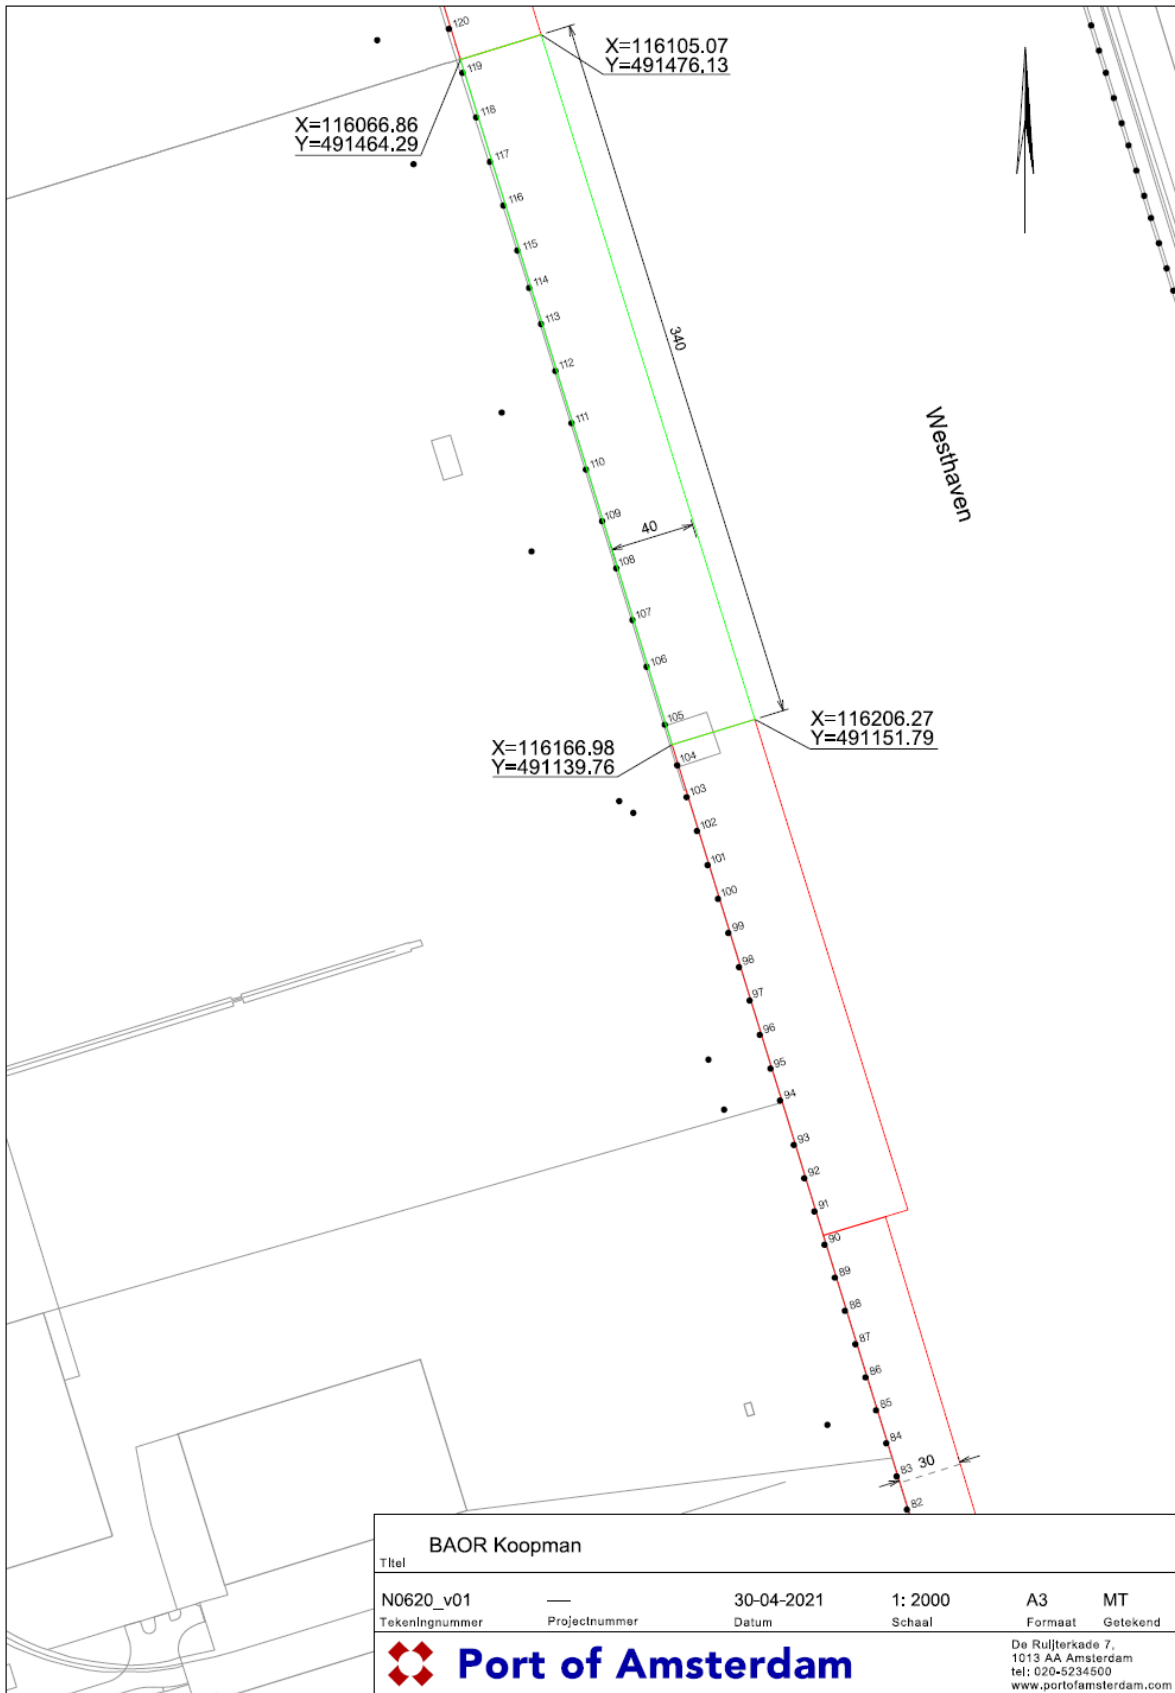 120
X=116105.07
Y=491476.13
119
X=116066.86
Y=491464.29
118
117
116
115
114
113
340
112
111
Westhaven
110
109
40
108
107
106
105
X=116206.27
Y=491151.79
X=116166.98
Y=491139.76
104
103
102
101
100
99
98
97
96
95
94
93
92
91
90
89
88
87
86
85
84
83
30
82
BAOR Koopman
Titel
N0620_v01 — 30-04-2021 1: 2000 A3 MT
Tekeningnummer Projectnummer Datum Schaal Formaat Getekend
Port of Amsterdam
De Ruijterkade 7,
1013 AA Amsterdam
tel: 020-5234500
www.portofamsterdam.com